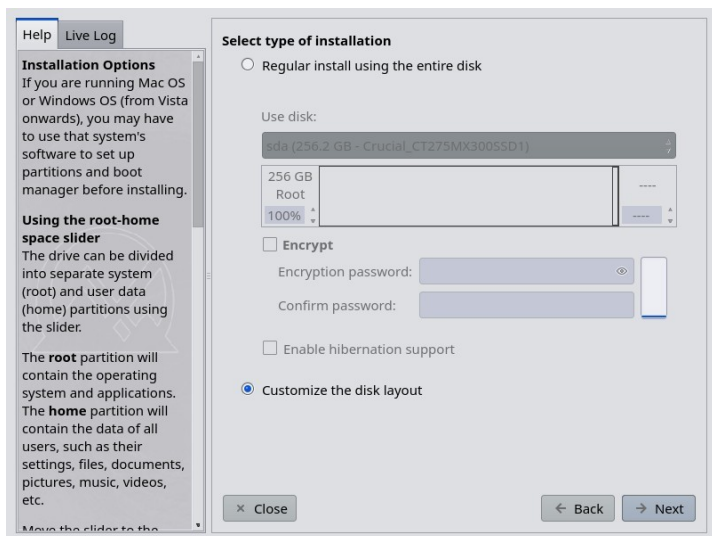 Help
Live Log
Installation Options
If you are running Mac OS
or Windows OS (from Vista
onwards), you may have
to use that system's
software to set up
partitions and boot
manager before installing.
Using the root-home
space slider
The drive can be divided
into separate system
(root) and user data
(home) partitions using
the slider.
The root partition will
contain the operating
system and applications.
The home partition will
contain the data of all
users, such as their
settings, files, documents,
pictures, music, videos,
etc.
Move the slider to the
Select type of installation
Regular install using the entire disk
Use disk:
sda (256.2 GB - Crucial_CT275MX300SSD1)
256 GB
Root
100%
----
----
Encrypt
Encryption password:
Confirm password:
Enable hibernation support
Customize the disk layout
Close
Back
Next